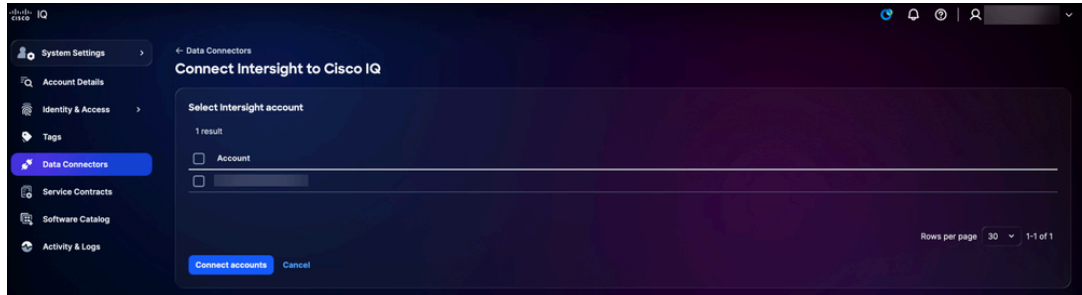 cisco IQ
System Settings
Account Details
Identity & Access
Tags
Data Connectors
Service Contracts
Software Catalog
Activity & Logs
← Data Connectors
Connect Intersight to Cisco IQ
Select Intersight account
1 result
Account
Rows per page 30 1-1 of 1
Connect accounts Cancel